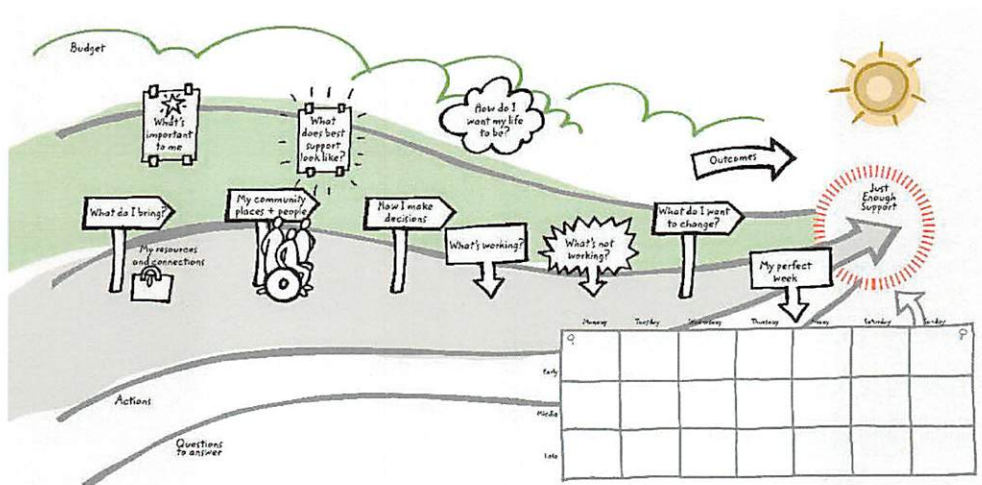 Budget
What's
important
to me
What
does best
support
look like?
How do I
want my life
to be?
Outcomes
Just
Enough
Support
What do I bring?
My community
places + people
How I make
decisions
What do I want
to change?
My resources
and connections
What's working?
What's not
working?
My perfect
week
Monday
Tuesday
Wednesday
Thursday
Friday
Saturday
Sunday
Early
Middle
Late
Actions
Questions
to answer